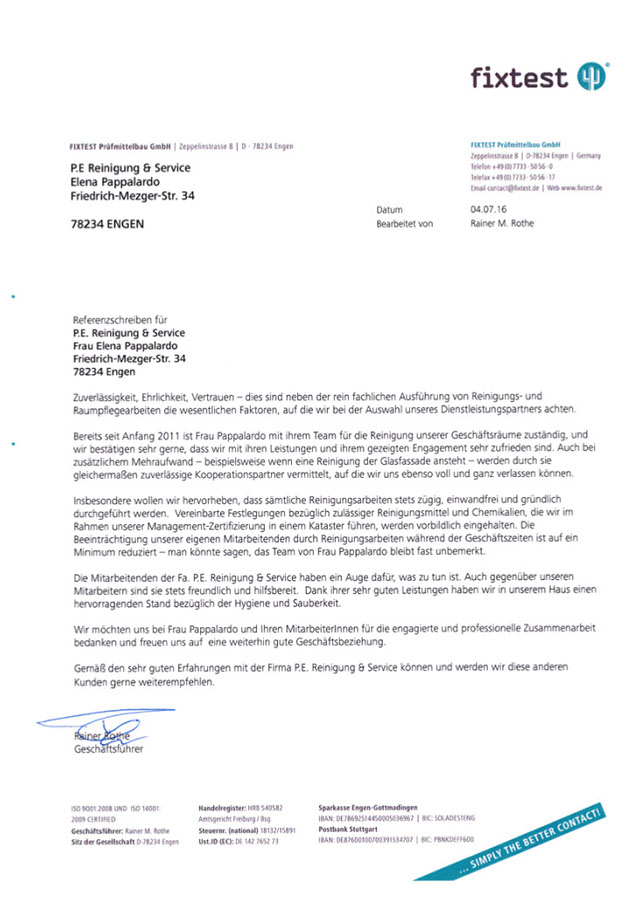 fixtest
FIXTEST Prüfmittelbau GmbH | Zeppelinstrasse 8 | D - 78234 Engen
P.E Reinigung & Service
Elena Pappalardo
Friedrich-Mezger-Str. 34
78234 ENGEN
FIXTEST Prüfmittelbau GmbH
Zeppelinstrasse 8 | D-78234 Engen | Germany
Telefon +49 (0) 7733 - 50 56 - 0
Telefax +49 (0) 7733 - 50 56 - 17
Email contact@fixtest.de | Web www.fixtest.de
Datum 04.07.16
Bearbeitet von Rainer M. Rothe
Referenzschreiben für
P.E. Reinigung & Service
Frau Elena Pappalardo
Friedrich-Mezger-Str. 34
78234 Engen
Zuverlässigkeit, Ehrlichkeit, Vertrauen – dies sind neben der rein fachlichen Ausführung von Reinigungs- und
Raumpflegearbeiten die wesentlichen Faktoren, auf die wir bei der Auswahl unseres Dienstleistungspartners achten.
Bereits seit Anfang 2011 ist Frau Pappalardo mit ihrem Team für die Reinigung unserer Geschäftsräume zuständig, und
wir bestätigen sehr gerne, dass wir mit ihren Leistungen und ihrem gezeigten Engagement sehr zufrieden sind. Auch bei
zusätzlichem Mehraufwand – beispielsweise wenn eine Reinigung der Glasfassade ansteht – werden durch sie
gleichermaßen zuverlässige Kooperationspartner vermittelt, auf die wir uns ebenso voll und ganz verlassen können.
Insbesondere wollen wir hervorheben, dass sämtliche Reinigungsarbeiten stets zügig, einwandfrei und gründlich
durchgeführt werden. Vereinbarte Festlegungen bezüglich zulässiger Reinigungsmittel und Chemikalien, die wir im
Rahmen unserer Management-Zertifizierung in einem Kataster führen, werden vorbildlich eingehalten. Die
Beeinträchtigung unserer eigenen Mitarbeitenden durch Reinigungsarbeiten während der Geschäftszeiten ist auf ein
Minimum reduziert – man könnte sagen, das Team von Frau Pappalardo bleibt fast unbemerkt.
Die Mitarbeitenden der Fa. P.E. Reinigung & Service haben ein Auge dafür, was zu tun ist. Auch gegenüber unseren
Mitarbeitern sind sie stets freundlich und hilfsbereit. Dank ihrer sehr guten Leistungen haben wir in unserem Haus einen
hervorragenden Stand bezüglich der Hygiene und Sauberkeit.
Wir möchten uns bei Frau Pappalardo und Ihren MitarbeiterInnen für die engagierte und professionelle Zusammenarbeit
bedanken und freuen uns auf eine weiterhin gute Geschäftsbeziehung.
Gemäß den sehr guten Erfahrungen mit der Firma P.E. Reinigung & Service können und werden wir diese anderen
Kunden gerne weiterempfehlen.
Rainer Rothe
Geschäftsführer
ISO 9001:2008 UND ISO 14001:
2009 CERTIFIED
Geschäftsführer: Rainer M. Rothe
Sitz der Gesellschaft D-78234 Engen
Handelregister: HRB 540582
Amtsgericht Freiburg / Bsg
Steuernr. (national) 18132/15891
Ust.ID (EC): DE 142 7652 73
Sparkasse Engen-Gottmadingen
IBAN: DE78692514450005036967 | BIC: SOLADES1ENG
Postbank Stuttgart
IBAN: DE87600100700391534707 | BIC: PBNKDEFF600
... SIMPLY THE BETTER CONTACT!